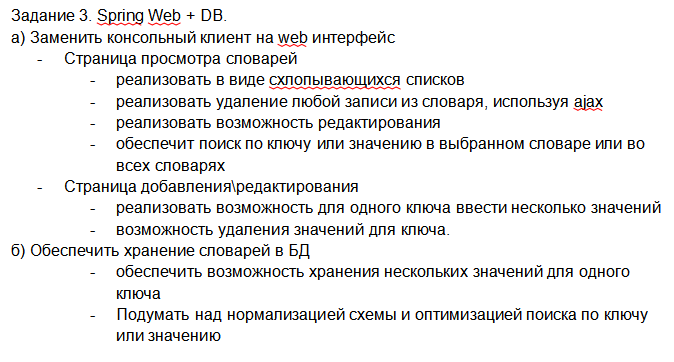 Задание 3. Spring Web + DB.
а) Заменить консольный клиент на web интерфейс
- Страница просмотра словарей
- реализовать в виде схлопывающихся списков
- реализовать удаление любой записи из словаря, используя ajax
- реализовать возможность редактирования
- обеспечит поиск по ключу или значению в выбранном словаре или во
всех словарях
- Страница добавления\редактирования
- реализовать возможность для одного ключа ввести несколько значений
- возможность удаления значений для ключа.
б) Обеспечить хранение словарей в БД
- обеспечить возможность хранения нескольких значений для одного
ключа
- Подумать над нормализацией схемы и оптимизацией поиска по ключу
или значению